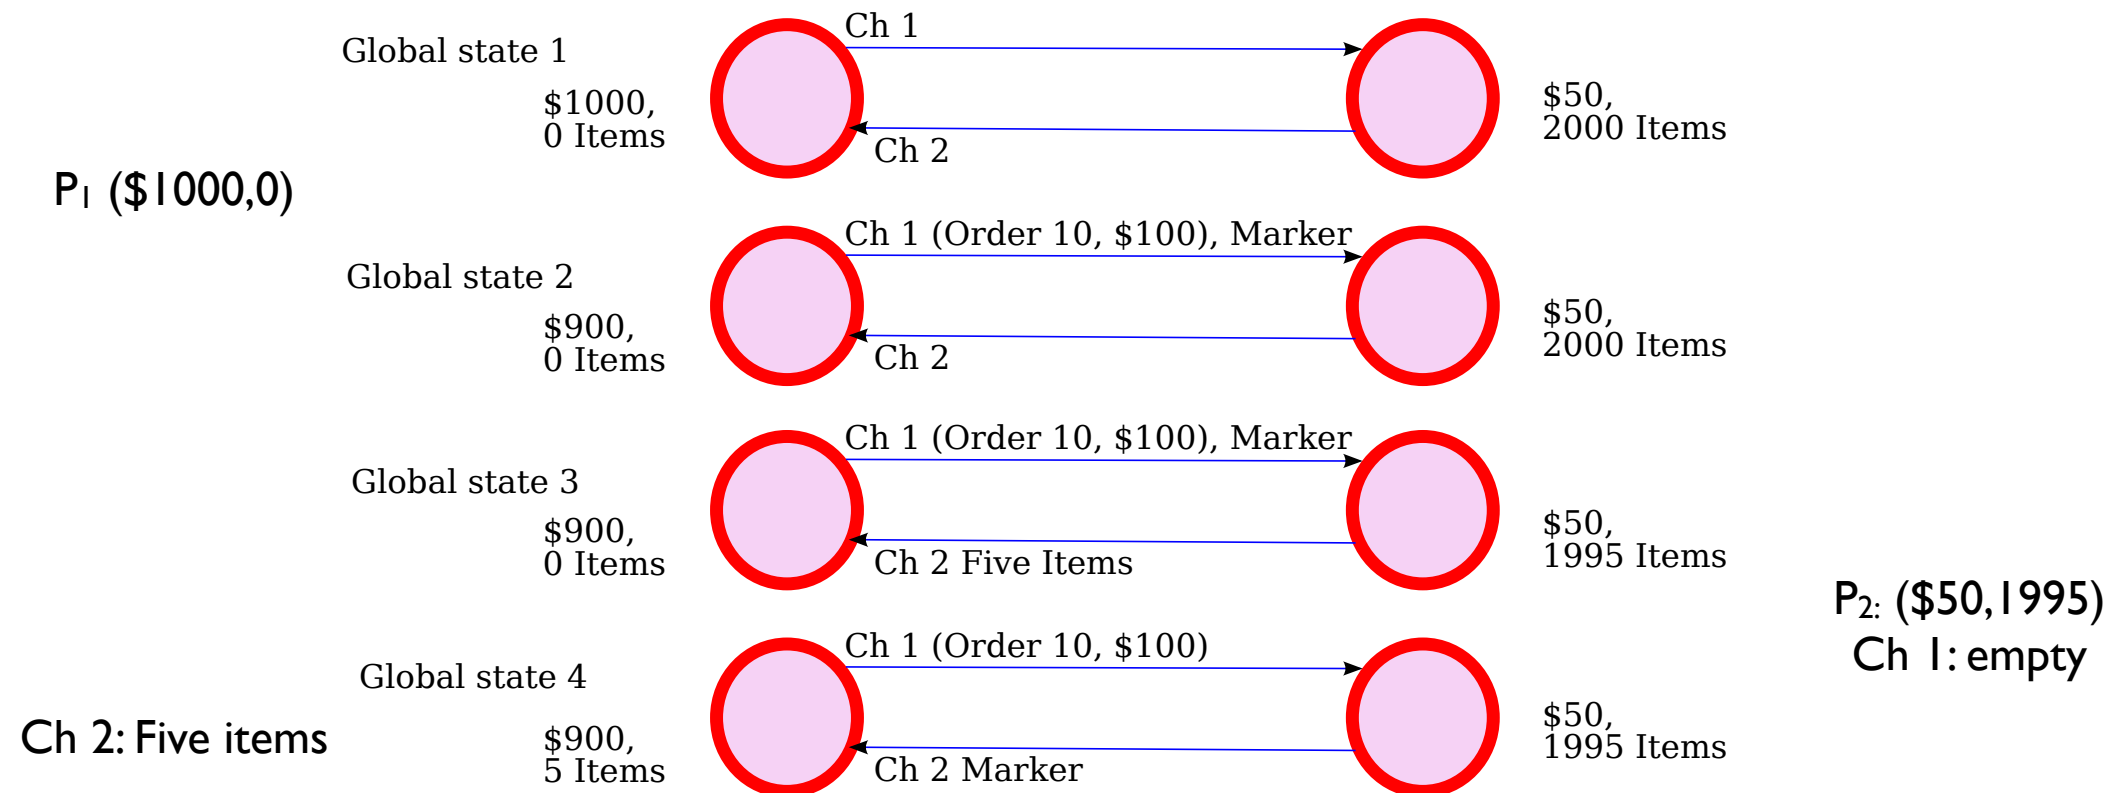 Ch 1
Global state 1
$1000,
0 Items
Ch 2
$50,
2000 Items
P1 ($1000,0)
Ch 1 (Order 10, $100), Marker
Global state 2
$900,
0 Items
Ch 2
$50,
2000 Items
Ch 1 (Order 10, $100), Marker
Global state 3
$900,
0 Items
Ch 2 Five Items
$50,
1995 Items
P2: ($50,1995)
Ch 1: empty
Ch 1 (Order 10, $100)
Global state 4
Ch 2: Five items
$900,
5 Items
Ch 2 Marker
$50,
1995 Items